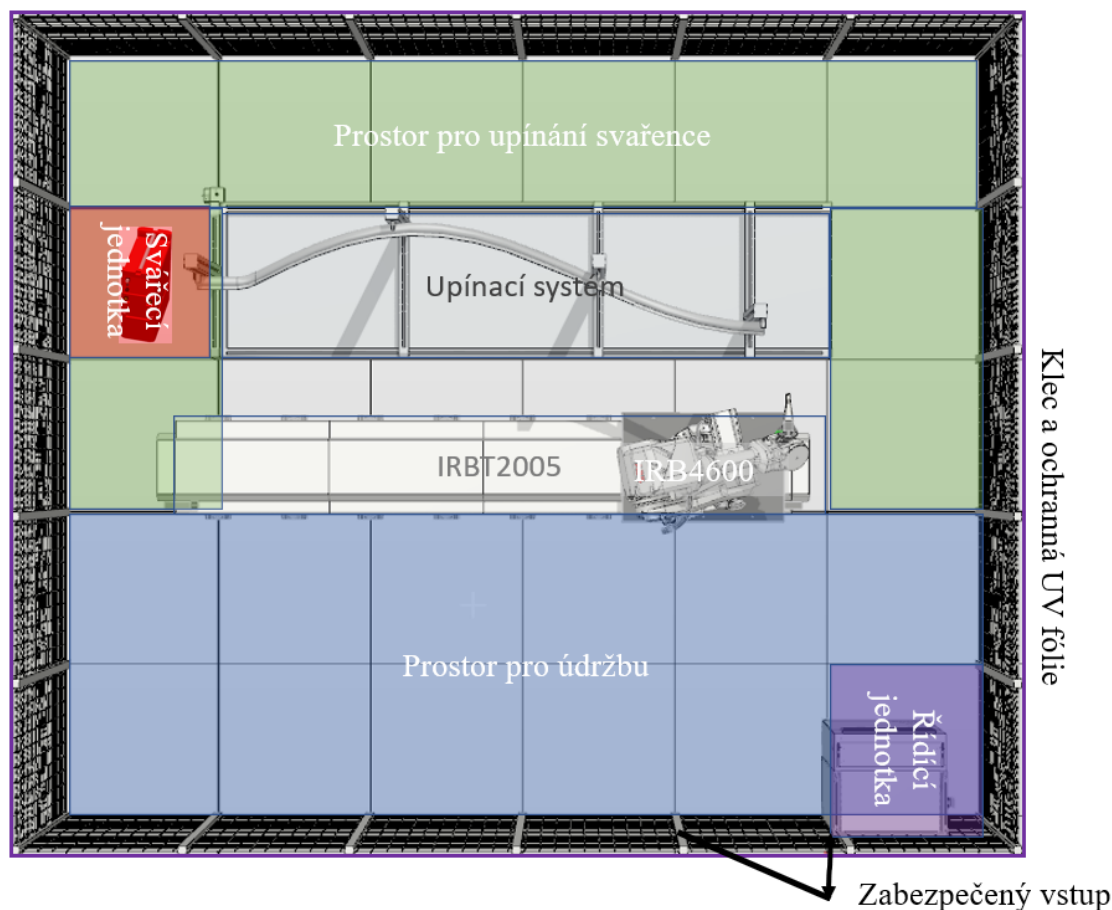 Prostor pro upínání svařence
Svářecí
jednotka
Upínací systém
Klec a ochranná UV fólie
IRBT2005
IRB4600
Prostor pro údržbu
Řídící
jednotka
Zabezpečený vstup